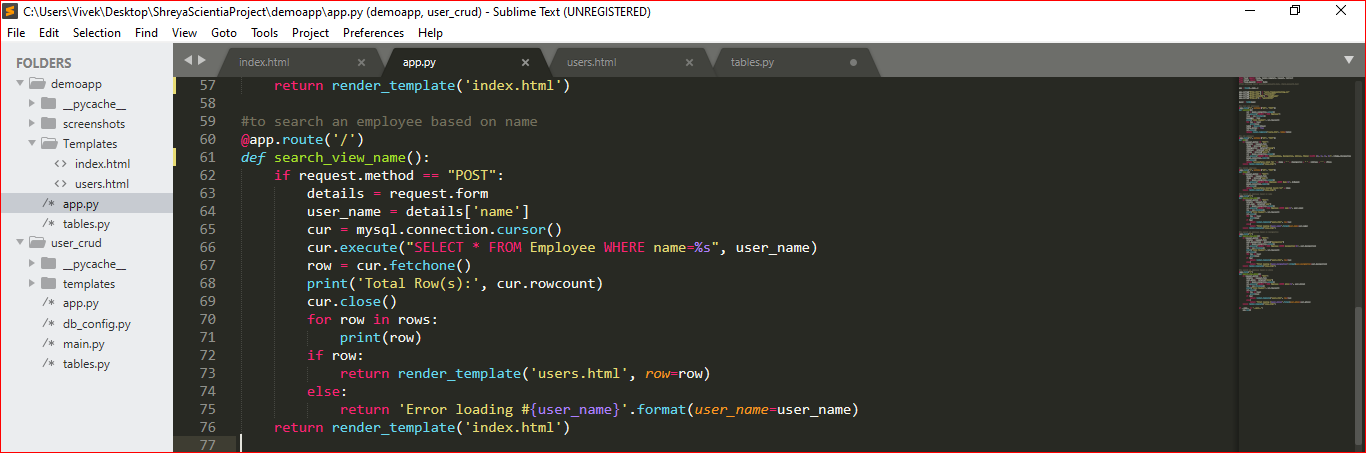 C:\Users\Vivek\Desktop\ShreyaScientiaProject\demoapp\app.py (demoapp, user_crud) - Sublime Text (UNREGISTERED)
File Edit Selection Find View Goto Tools Project Preferences Help
FOLDERS
demoapp
__pycache__
screenshots
Templates
index.html
users.html
app.py
tables.py
user_crud
__pycache__
templates
app.py
db_config.py
main.py
tables.py
index.html app.py users.html tables.py
57 return render_template('index.html')
58
59 #to search an employee based on name
60 @app.route('/')
61 def search_view_name():
62 if request.method == "POST":
63 details = request.form
64 user_name = details['name']
65 cur = mysql.connection.cursor()
66 cur.execute("SELECT * FROM Employee WHERE name=%s", user_name)
67 row = cur.fetchone()
68 print('Total Row(s):', cur.rowcount)
69 cur.close()
70 for row in rows:
71 print(row)
72 if row:
73 return render_template('users.html', row=row)
74 else:
75 return 'Error loading #{user_name}'.format(user_name=user_name)
76 return render_template('index.html')
77